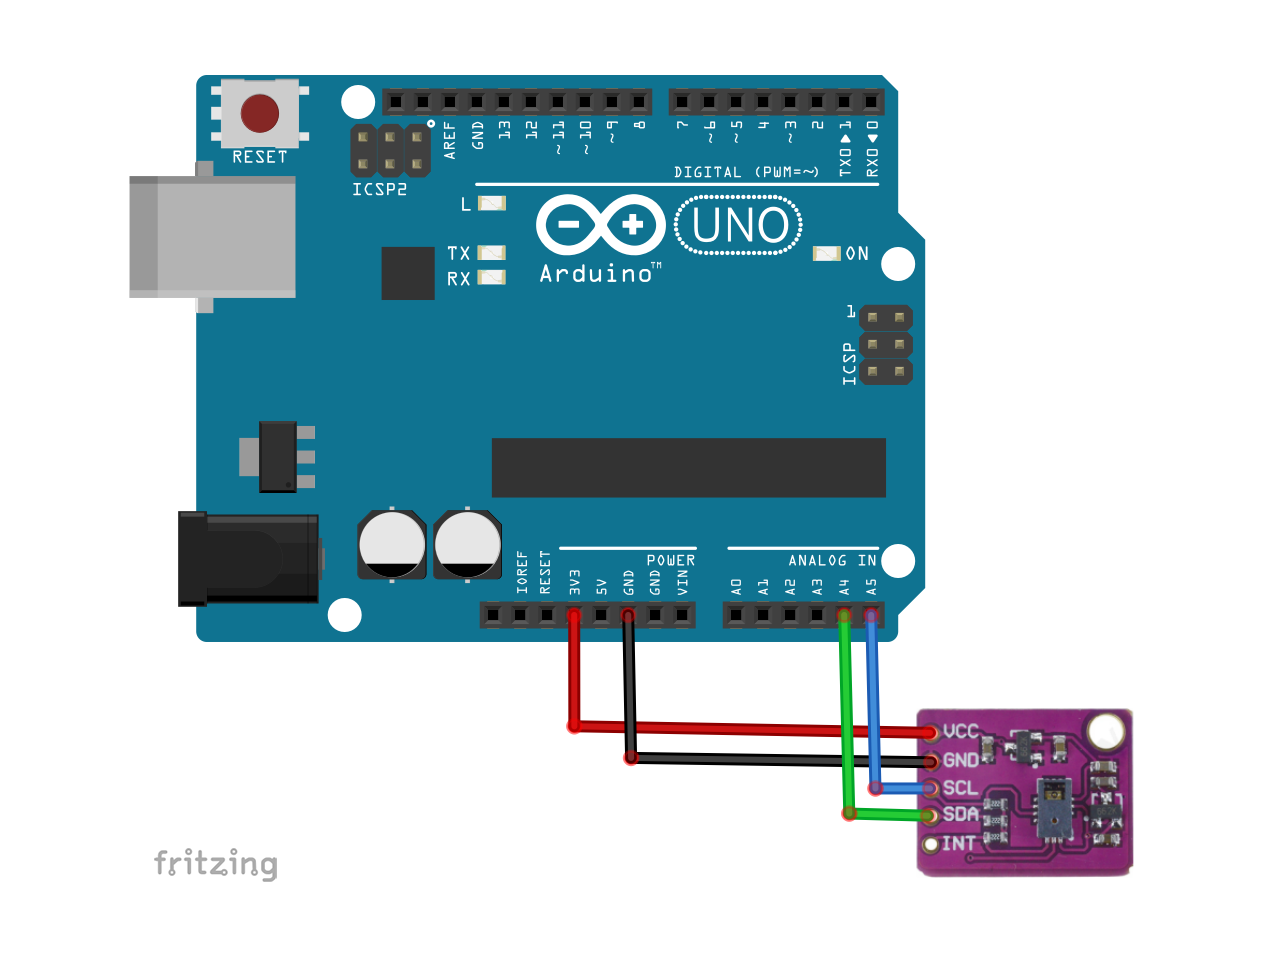 RESET
ICSP2
AREF
GND
13
12
~11
~10
~9
8
7
~6
~5
4
~3
2
TX0▶1
RX0◀0
DIGITAL (PWM=~)
L
TX
RX
UNO
ON
Arduino™
1
ICSP
POWER
ANALOG IN
IOREF
RESET
3V3
5V
GND
GND
VIN
A0
A1
A2
A3
A4
A5
VCC
GND
SCL
SDA
INT
fritzing